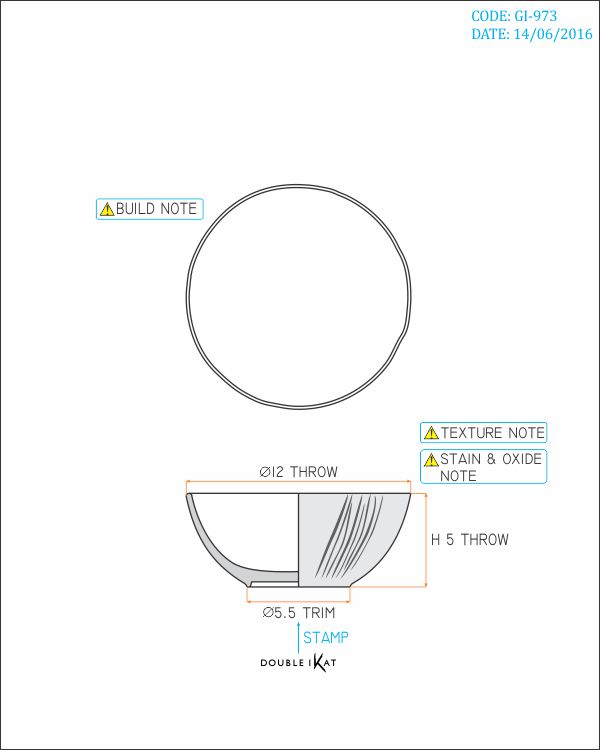 CODE: GI-973
DATE: 14/06/2016
BUILD NOTE
TEXTURE NOTE
STAIN & OXIDE
NOTE
Ø12 THROW
H 5 THROW
Ø5.5 TRIM
STAMP
DOUBLE IKAT